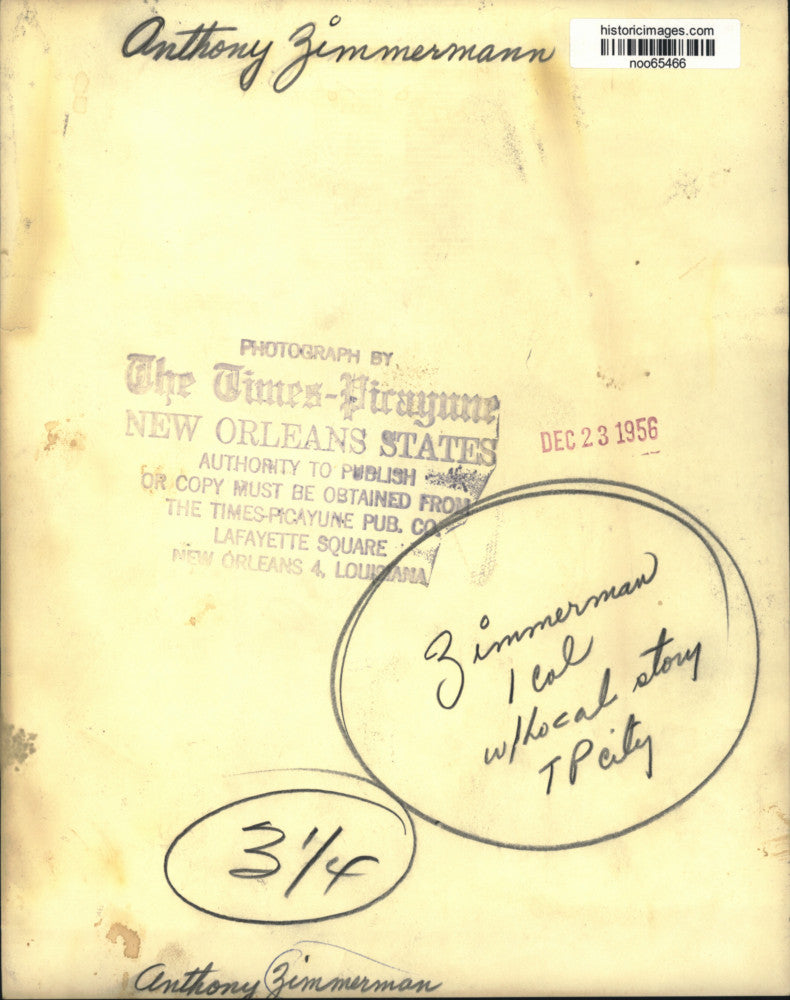 Anthony Zimmermann
historicimages.com
noo65466
PHOTOGRAPH BY
The Times-Picayune
NEW ORLEANS STATES
AUTHORITY TO PUBLISH
OR COPY MUST BE OBTAINED FROM
THE TIMES-PICAYUNE PUB. CO.
LAFAYETTE SQUARE
NEW ORLEANS 4, LOUISIANA
DEC 23 1956
Zimmerman
1 col
w/Local story
TP city
3 1/4
Anthony Zimmerman